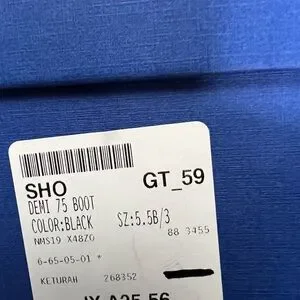 SHO GT_59
DEMI 75 BOOT
COLOR:BLACK SZ:5.5B/3
NMS19 X48ZG 88 3455
6-65-05-01 *
KETURAH 268352